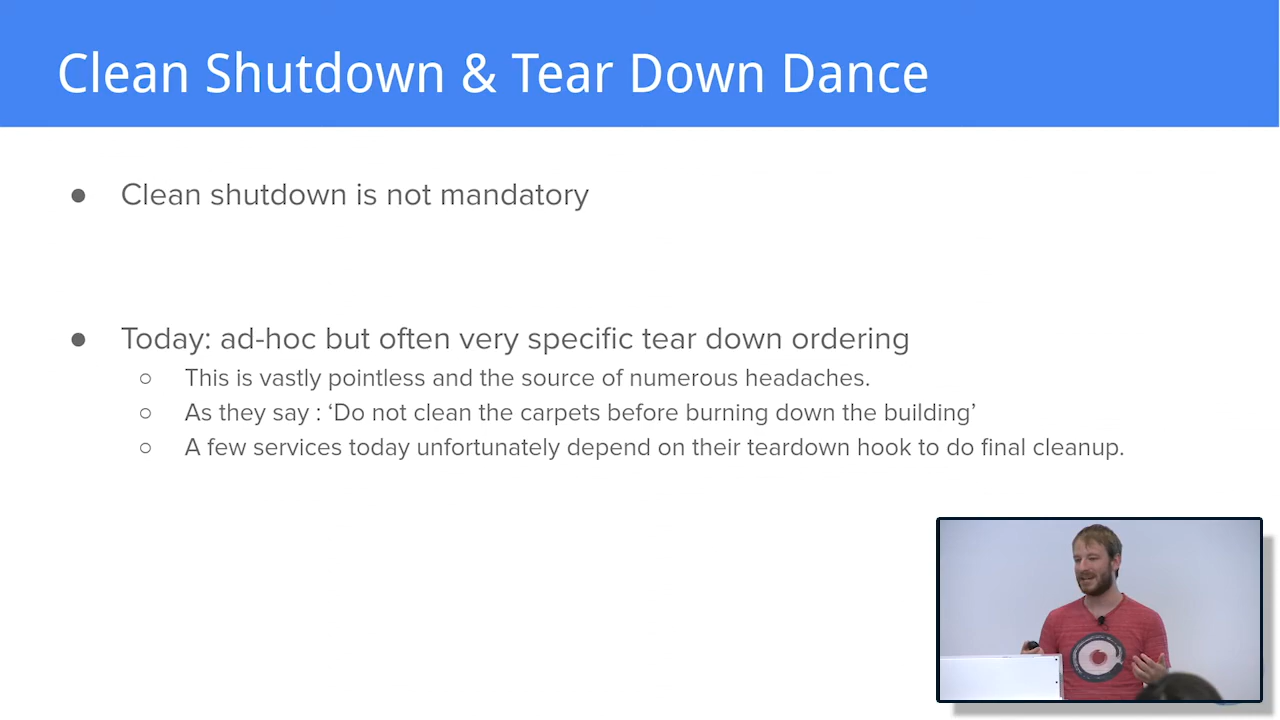 Clean Shutdown & Tear Down Dance
● Clean shutdown is not mandatory
● Today: ad-hoc but often very specific tear down ordering
○ This is vastly pointless and the source of numerous headaches.
○ As they say : ‘Do not clean the carpets before burning down the building’
○ A few services today unfortunately depend on their teardown hook to do final cleanup.